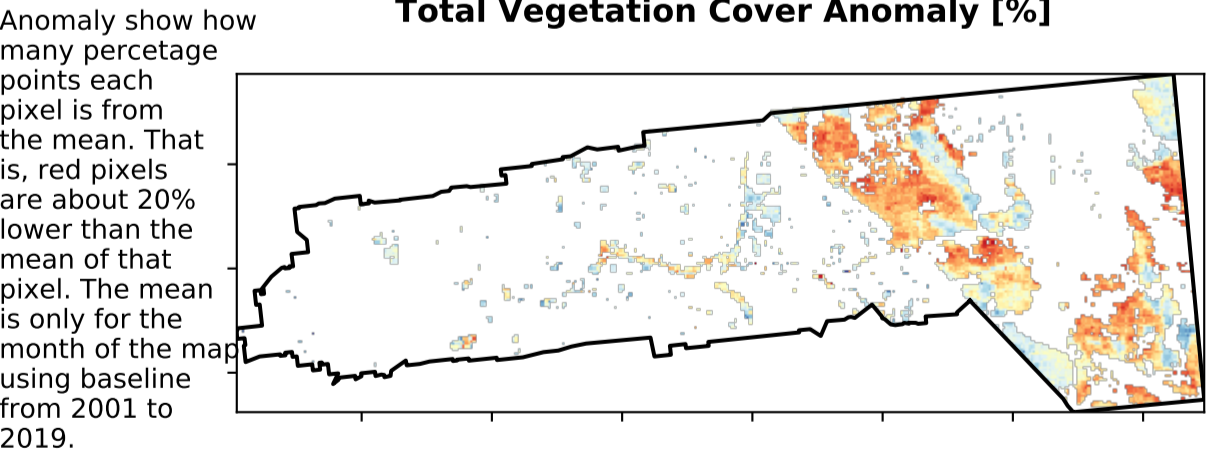 Total Vegetation Cover Anomaly [%]
Anomaly show how
many percetage
points each
pixel is from
the mean. That
is, red pixels
are about 20%
lower than the
mean of that
pixel. The mean
is only for the
month of the map
using baseline
from 2001 to
2019.